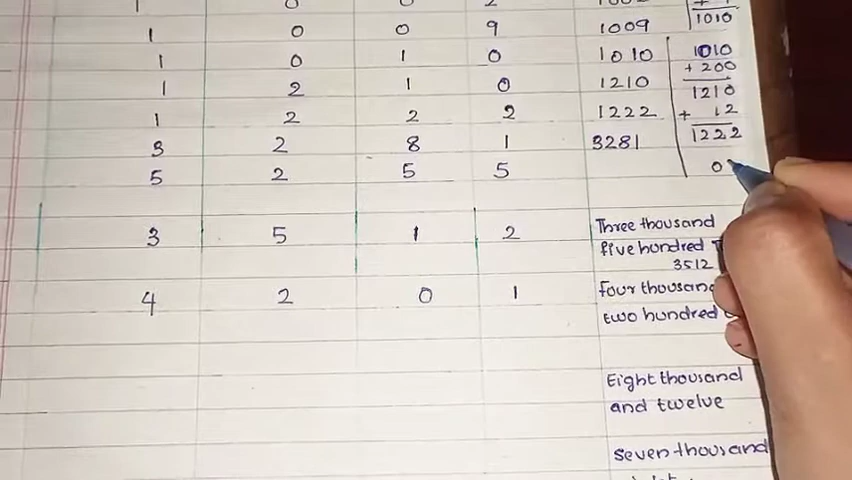 1 0 0 9 1009 1010
1 0 1 0 1010 1010
1 2 1 0 1210 + 200
1210
1 2 2 2 1222 + 12
3 2 8 1 3281 1222
5 2 5 5 0
3 5 1 2 Three thousand
five hundred
3512
4 2 0 1 four thousand
two hundred
Eight thousand
and twelve
seven thousand